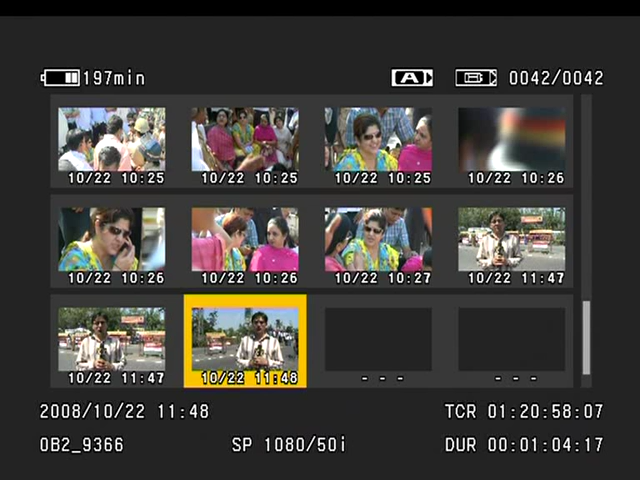 197min A B 0042/0042
10/22 10:25 10/22 10:25 10/22 10:25 10/22 10:26
10/22 10:26 10/22 10:26 10/22 10:27 10/22 11:47
10/22 11:47 10/22 11:48 - - - - - -
2008/10/22 11:48 TCR 01:20:58:07
0B2_9366 SP 1080/50i DUR 00:01:04:17